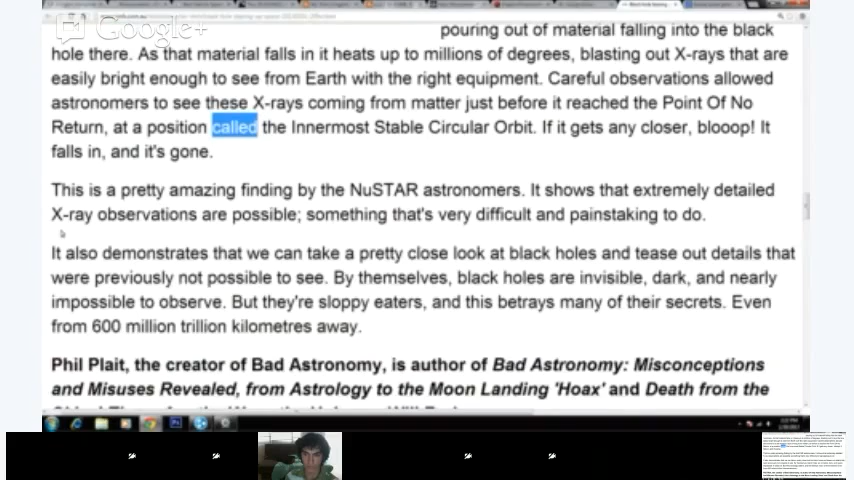 Google+
pouring out of material falling into the black
hole there. As that material falls in it heats up to millions of degrees, blasting out X-rays that are
easily bright enough to see from Earth with the right equipment. Careful observations allowed
astronomers to see these X-rays coming from matter just before it reached the Point Of No
Return, at a position called the Innermost Stable Circular Orbit. If it gets any closer, blooop! It
falls in, and it's gone.
This is a pretty amazing finding by the NuSTAR astronomers. It shows that extremely detailed
X-ray observations are possible; something that's very difficult and painstaking to do.
It also demonstrates that we can take a pretty close look at black holes and tease out details that
were previously not possible to see. By themselves, black holes are invisible, dark, and nearly
impossible to observe. But they're sloppy eaters, and this betrays many of their secrets. Even
from 600 million trillion kilometres away.
Phil Plait, the creator of Bad Astronomy, is author of Bad Astronomy: Misconceptions
and Misuses Revealed, from Astrology to the Moon Landing 'Hoax' and Death from the